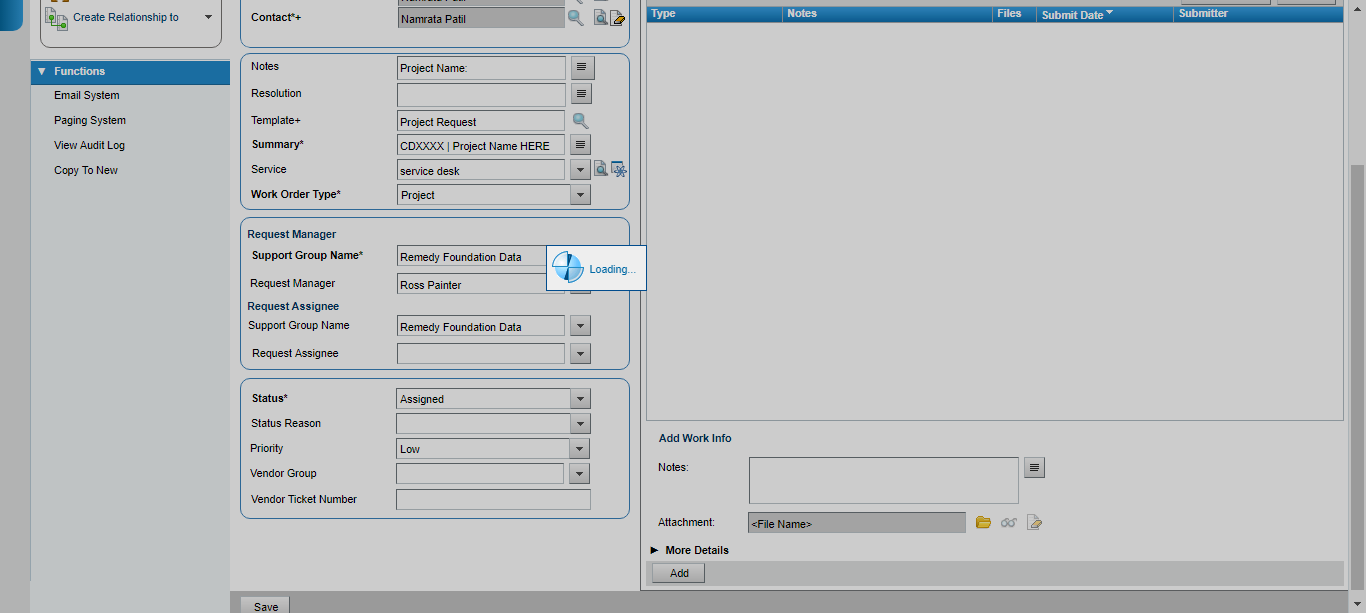 Create Relationship to
Functions
Email System
Paging System
View Audit Log
Copy To New
Contact*+
Namrata Patil
Notes
Project Name:
Resolution
Template+
Project Request
Summary*
CDXXXX | Project Name HERE
Service
service desk
Work Order Type*
Project
Request Manager
Support Group Name*
Remedy Foundation Data
Request Manager
Ross Painter
Request Assignee
Support Group Name
Remedy Foundation Data
Request Assignee
Status*
Assigned
Status Reason
Priority
Low
Vendor Group
Vendor Ticket Number
Save
Loading...
Type Notes Files Submit Date Submitter
Add Work Info
Notes:
Attachment:
<File Name>
More Details
Add